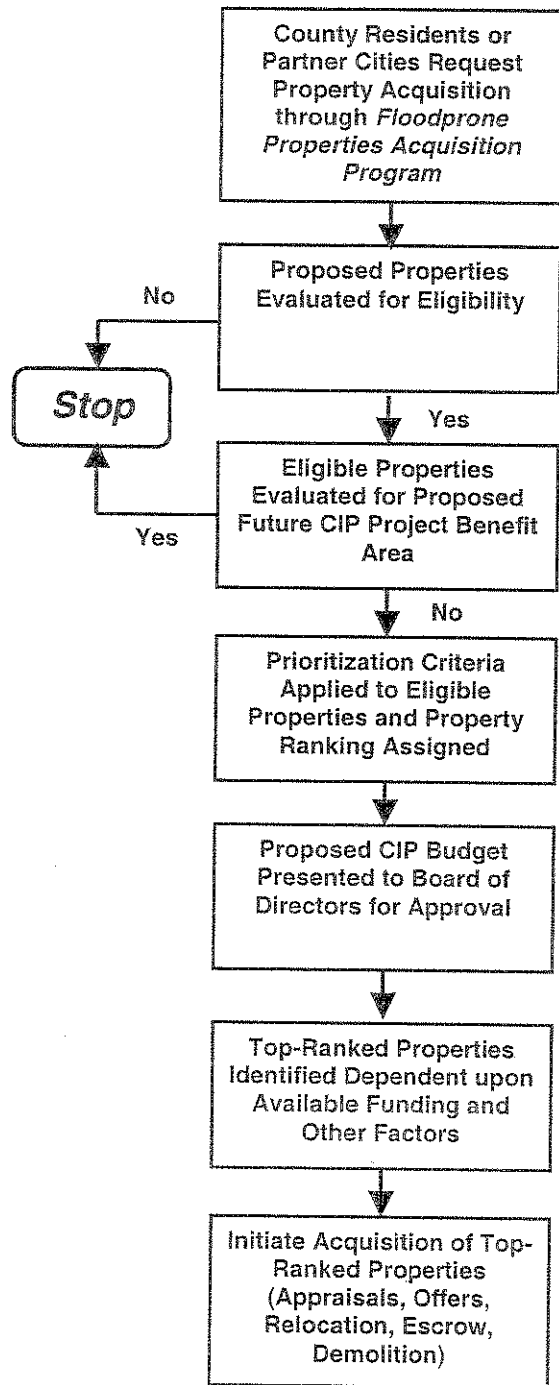 County Residents or
Partner Cities Request
Property Acquisition
through Floodprone
Properties Acquisition
Program
Proposed Properties
Evaluated for Eligibility
No
Stop
Yes
Eligible Properties
Evaluated for Proposed
Future CIP Project Benefit
Area
Yes
No
Prioritization Criteria
Applied to Eligible
Properties and Property
Ranking Assigned
Proposed CIP Budget
Presented to Board of
Directors for Approval
Top-Ranked Properties
Identified Dependent upon
Available Funding and
Other Factors
Initiate Acquisition of Top-
Ranked Properties
(Appraisals, Offers,
Relocation, Escrow,
Demolition)